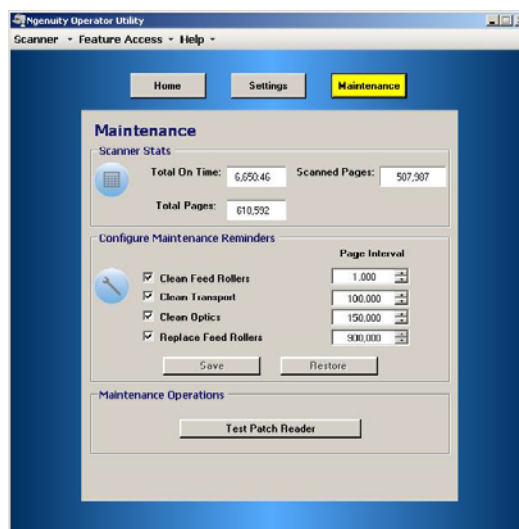 Ngenuity Operator Utility
Scanner Feature Access Help
Home Settings Maintenance
Maintenance
Scanner Stats
Total On Time: 6,650:46 Scanned Pages: 507,987
Total Pages: 610,592
Configure Maintenance Reminders
Page Interval
Clean Feed Rollers 1,000
Clean Transport 100,000
Clean Optics 150,000
Replace Feed Rollers 900,000
Save Restore
Maintenance Operations
Test Patch Reader